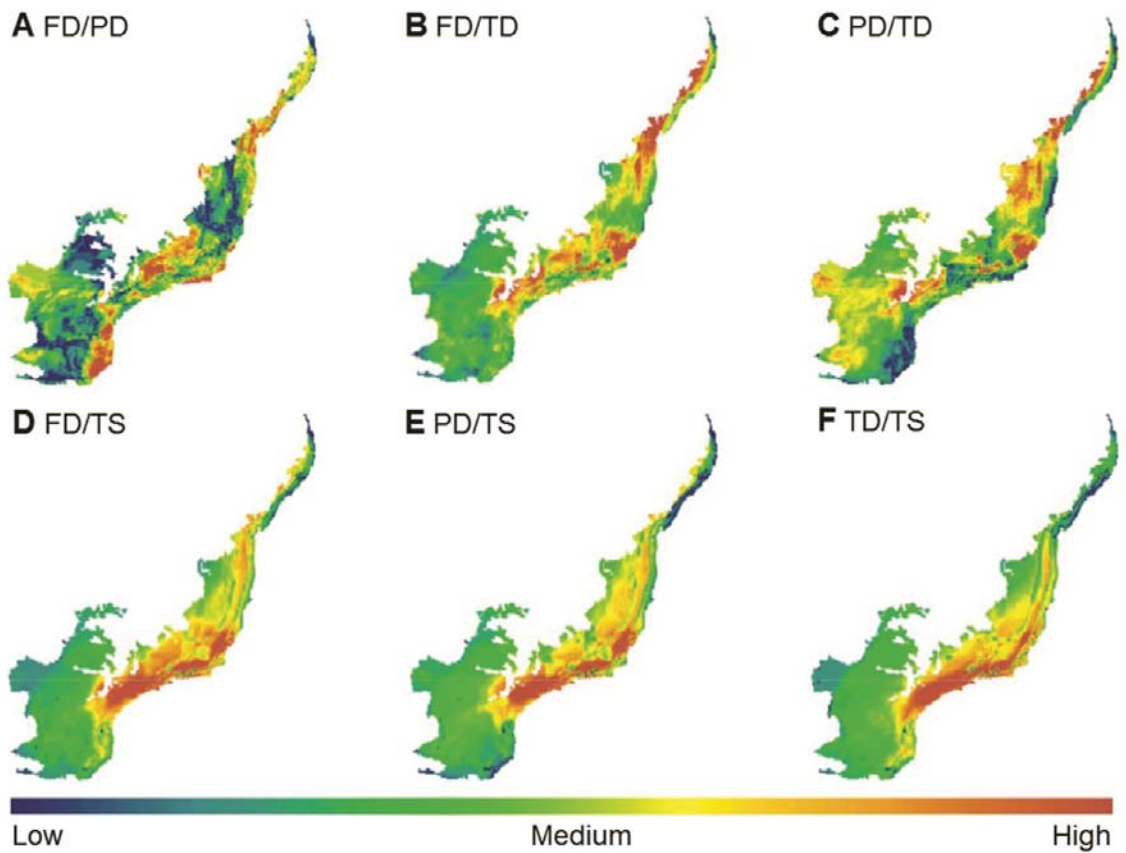 A FD/PD
B FD/TD
C PD/TD
D FD/TS
E PD/TS
F TD/TS
Low
Medium
High